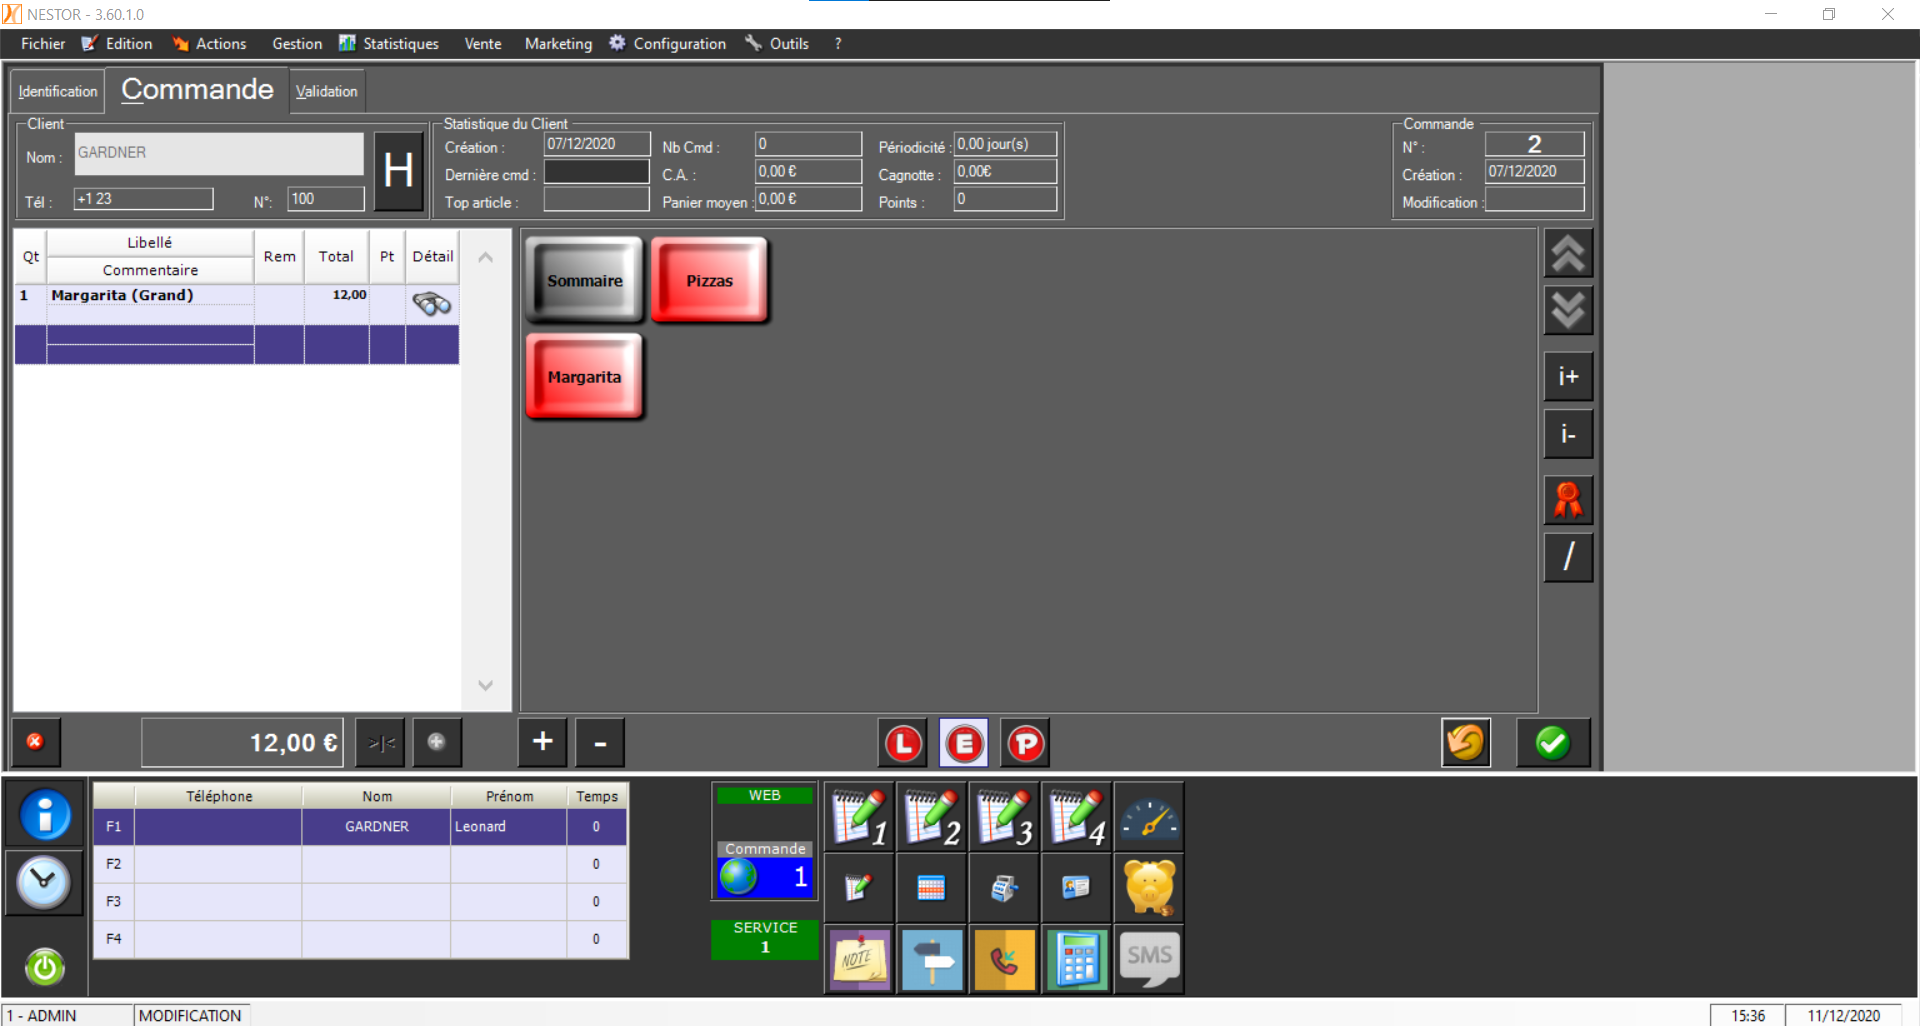 NESTOR - 3.60.1.0
Fichier Edition Actions Gestion Statistiques Vente Marketing Configuration Outils ?
Identification Commande Validation
Client
Nom : GARDNER
H
Tél : +1 23 N°: 100
Statistique du Client
Création : 07/12/2020 Nb Cmd : 0 Périodicité : 0,00 jour(s)
Dernière cmd : C.A. : 0,00 € Cagnotte : 0,00€
Top article : Panier moyen : 0,00 € Points : 0
Commande
N° : 2
Création : 07/12/2020
Modification :
Qt Libellé Rem Total Pt Détail
Commentaire
1 Margarita (Grand) 12,00
Sommaire Pizzas
Margarita
i+
i-
/
12,00 € >|< + - L E P
Téléphone Nom Prénom Temps
F1 GARDNER Leonard 0
F2 0
F3 0
F4 0
WEB
Commande
1
SERVICE
1
1 2 3 4
NOTE SMS
1 - ADMIN MODIFICATION 15:36 11/12/2020